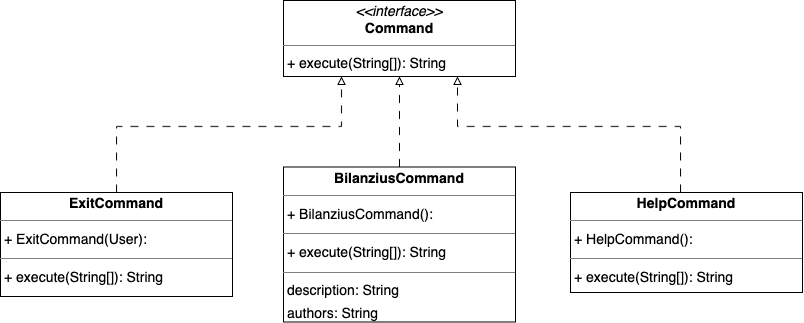 <<interface>>
Command
+ execute(String[]): String
ExitCommand
+ ExitCommand(User):
+ execute(String[]): String
BilanziusCommand
+ BilanziusCommand():
+ execute(String[]): String
description: String
authors: String
HelpCommand
+ HelpCommand():
+ execute(String[]): String